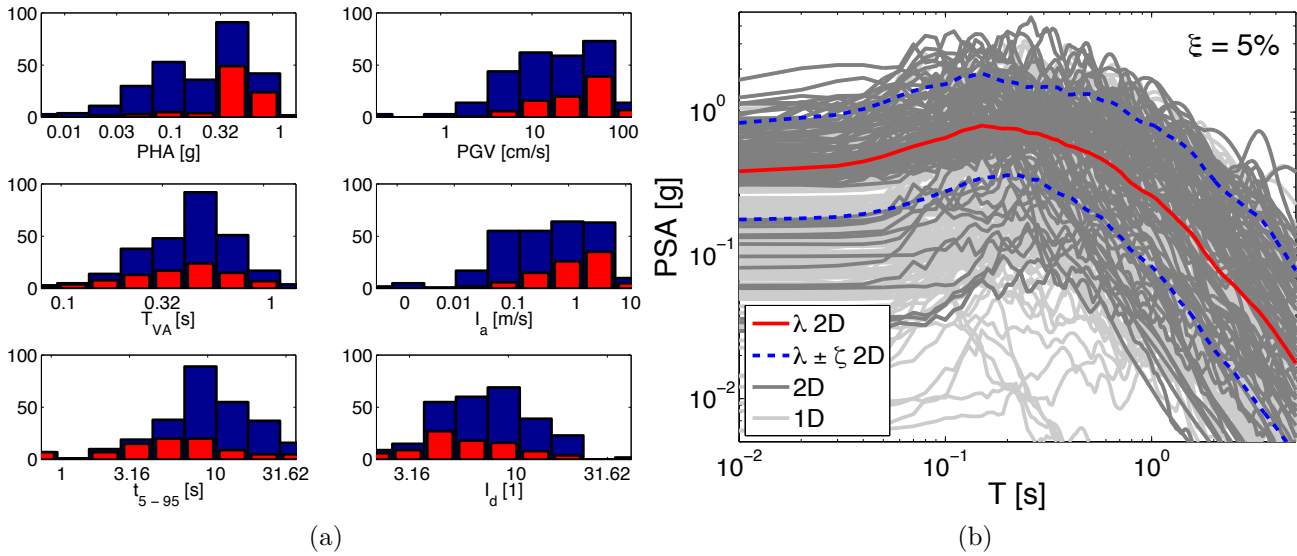 100
50
0
0.01 0.03 0.1 0.32 1
PHA [g]
100
50
0
1 10 100
PGV [cm/s]
100
50
0
0.1 0.32 1
T_VA [s]
100
50
0
0 0.01 0.1 1 10
I_a [m/s]
100
50
0
1 3.16 10 31.62
t_5−95 [s]
100
50
0
3.16 10
I_d [1]
(a)
ξ = 5%
10^0
10^−1
10^−2
PSA [g]
λ 2D
λ ± ζ 2D
2D
1D
10^−2 10^−1 10^0
T [s]
(b)